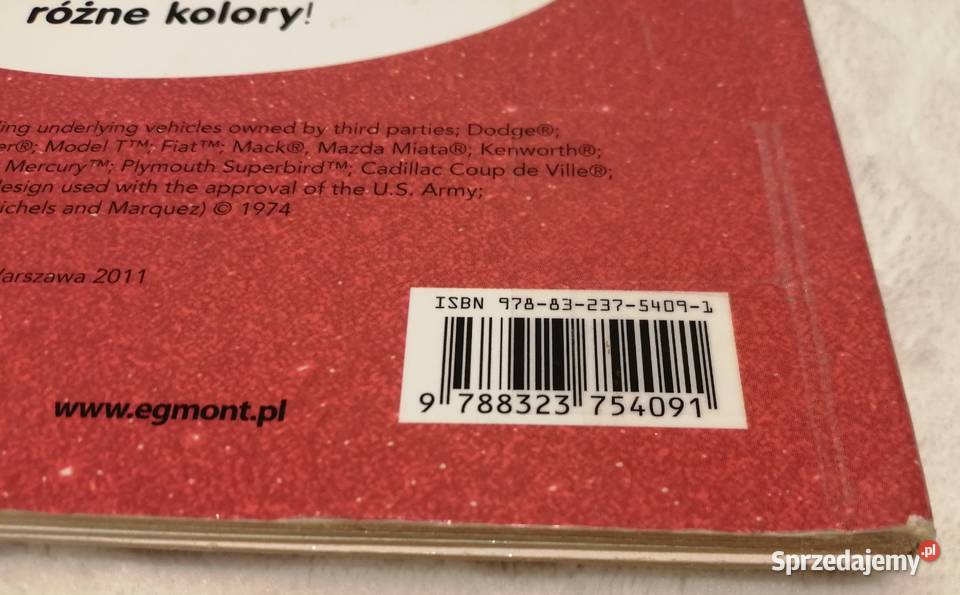 różne kolory!
ing underlying vehicles owned by third parties; Dodge®;
er®; Model T™; Fiat™; Mack®, Mazda Miata®; Kenworth®;
Mercury™; Plymouth Superbird™; Cadillac Coup de Ville®;
design used with the approval of the U.S. Army;
ichels and Marquez) © 1974
Warszawa 2011
ISBN 978-83-237-5409-1
9 788323 754091
www.egmont.pl
Sprzedajemy.pl